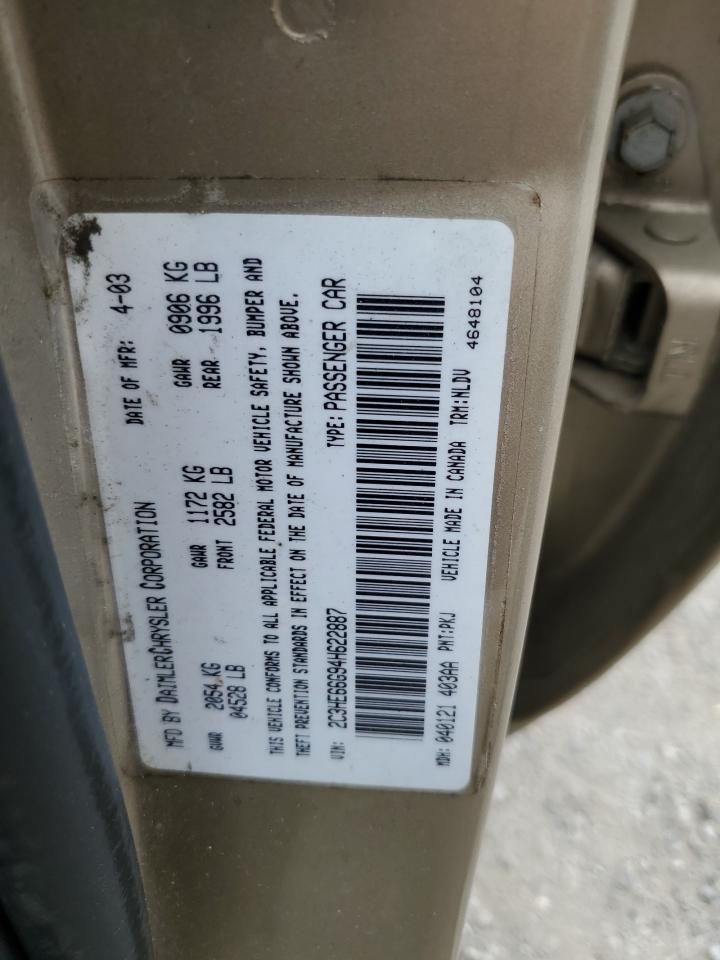 MFD BY DAIMLERCHRYSLER CORPORATION DATE OF MFR: 4-03
GVWR 2054 KG GAWR 1172 KG GAWR 0906 KG
04528 LB FRONT 2582 LB REAR 1996 LB
THIS VEHICLE CONFORMS TO ALL APPLICABLE FEDERAL MOTOR VEHICLE SAFETY, BUMPER AND
THEFT PREVENTION STANDARDS IN EFFECT ON THE DATE OF MANUFACTURE SHOWN ABOVE.
VIN: 2C3HE66G94H622887 TYPE: PASSENGER CAR
MDH: 040121 403AA PNT:PKJ VEHICLE MADE IN CANADA TRM:NLDV
4648104